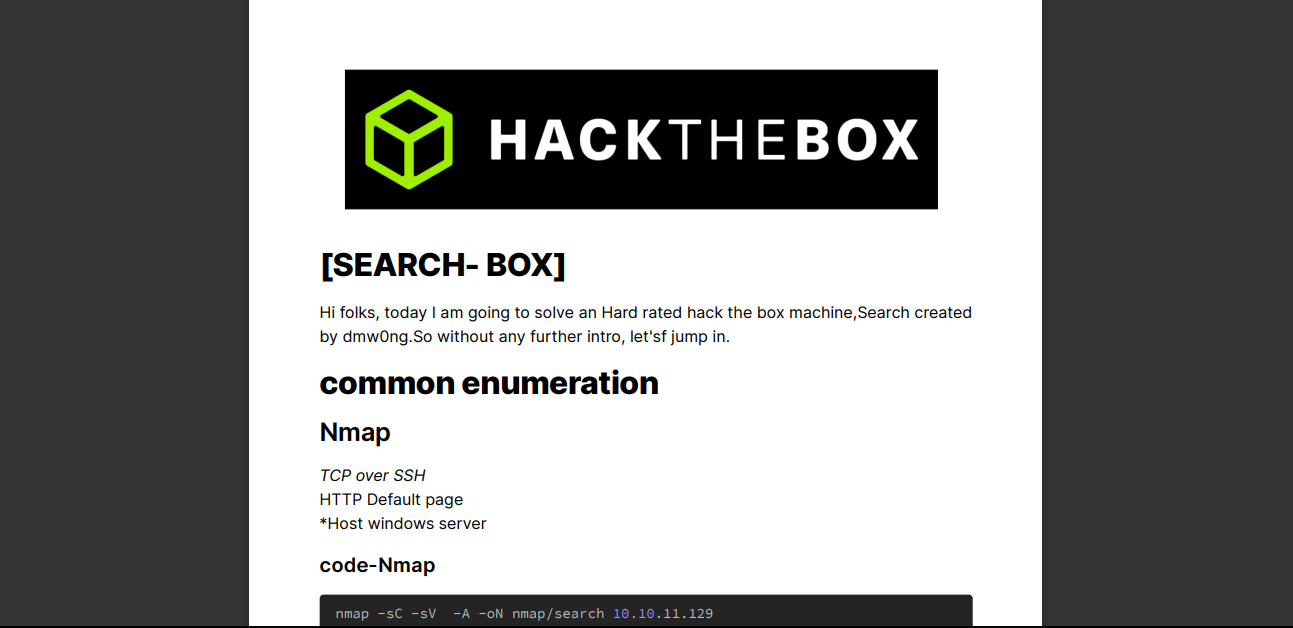 HACKTHEBOX
[SEARCH- BOX]
Hi folks, today I am going to solve an Hard rated hack the box machine,Search created
by dmw0ng.So without any further intro, let'sf jump in.
common enumeration
Nmap
TCP over SSH
HTTP Default page
*Host windows server
code-Nmap
nmap -sC -sV  -A -oN nmap/search 10.10.11.129